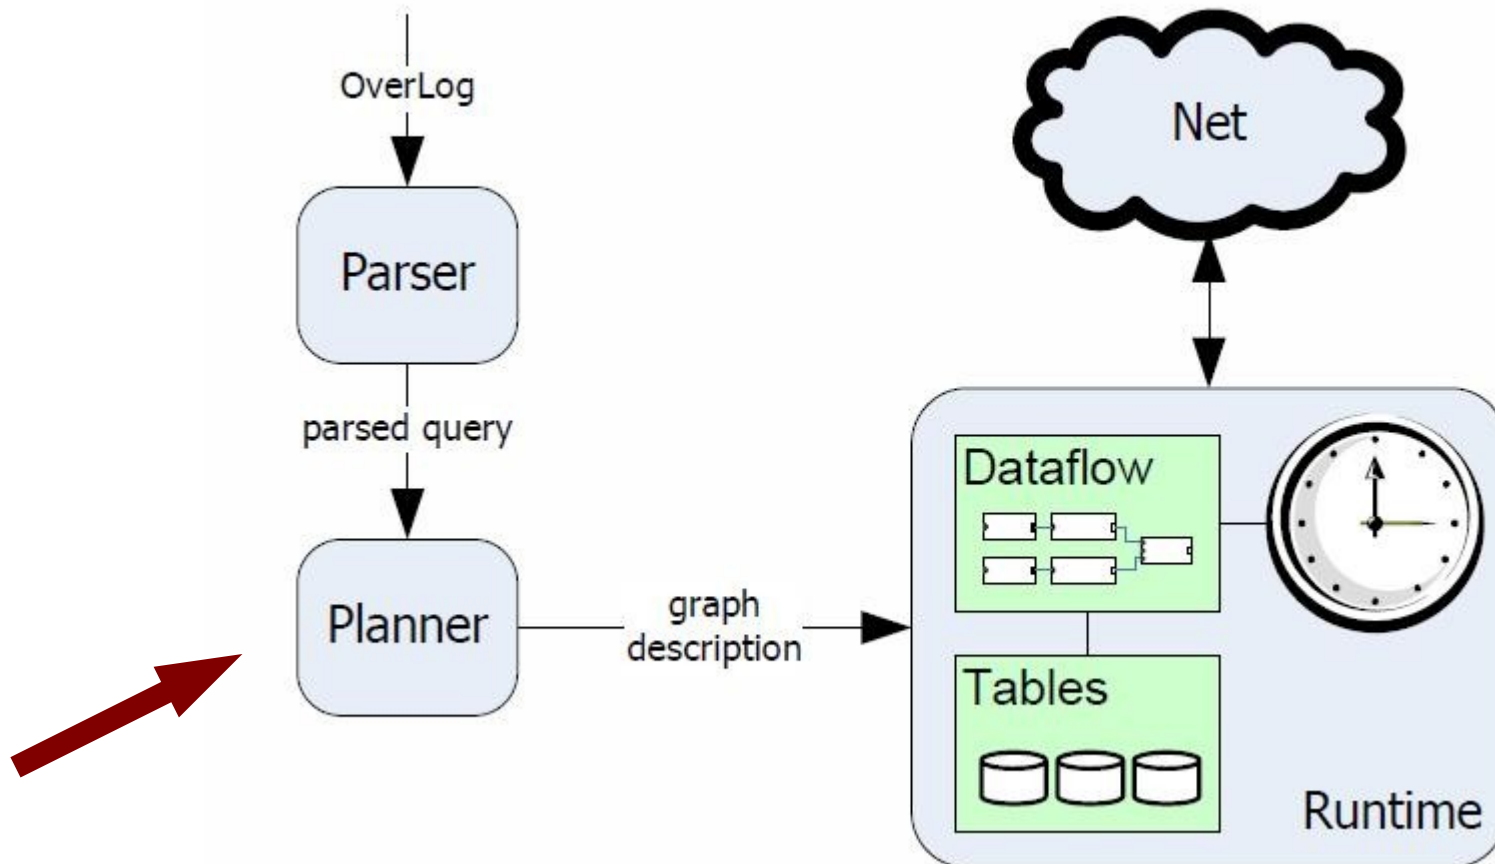 OverLog
Net
Parser
parsed query
Dataflow
Planner
graph
description
Tables
Runtime